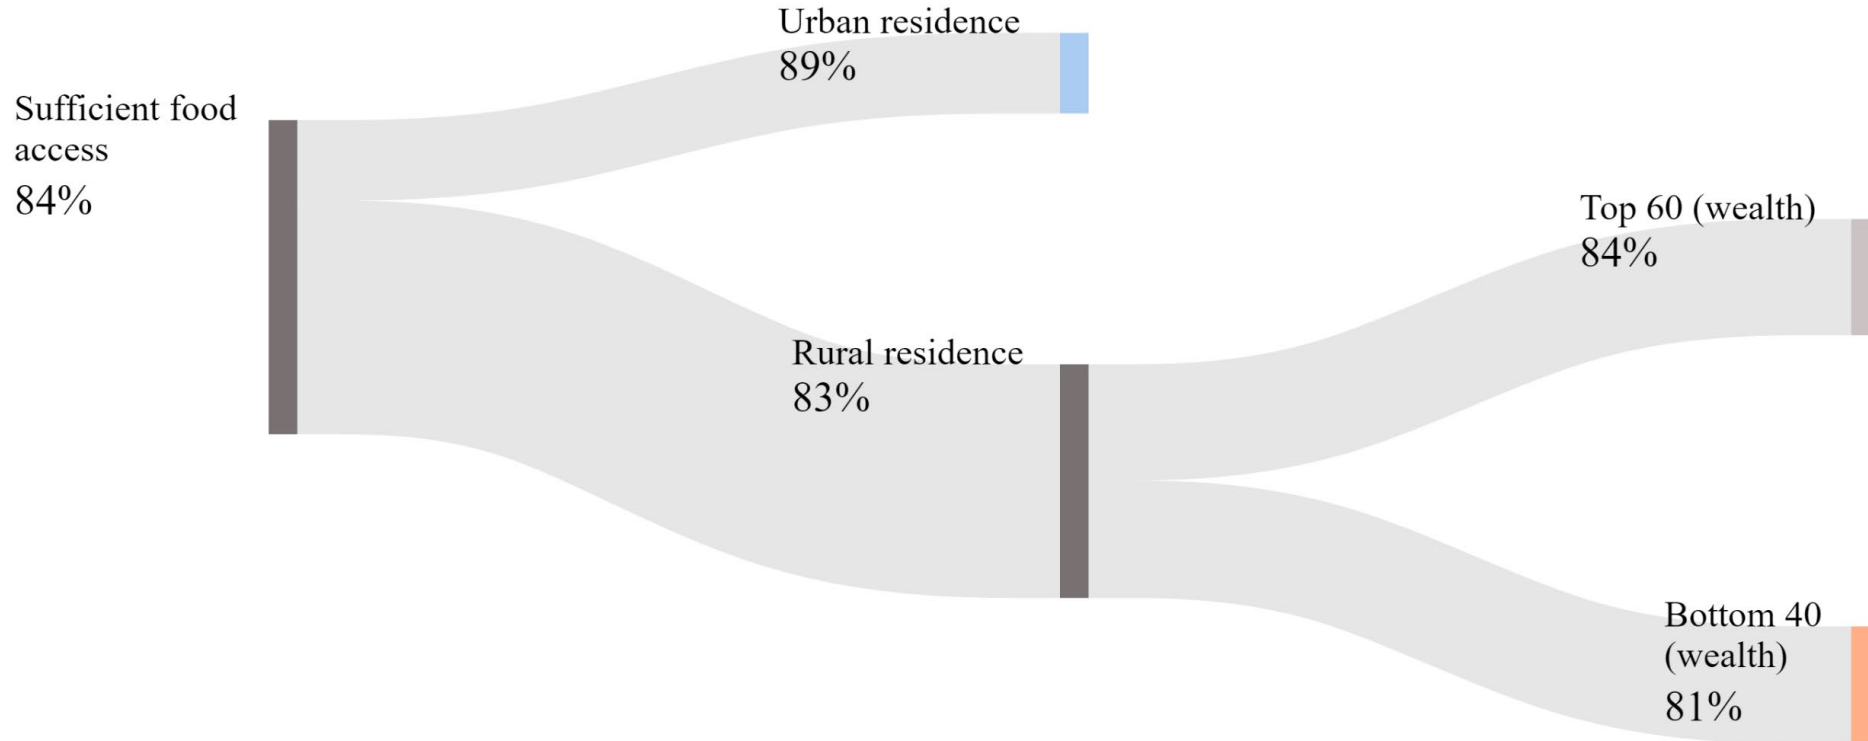 Urban residence
89%
Sufficient food
access
84%
Top 60 (wealth)
84%
Rural residence
83%
Bottom 40
(wealth)
81%